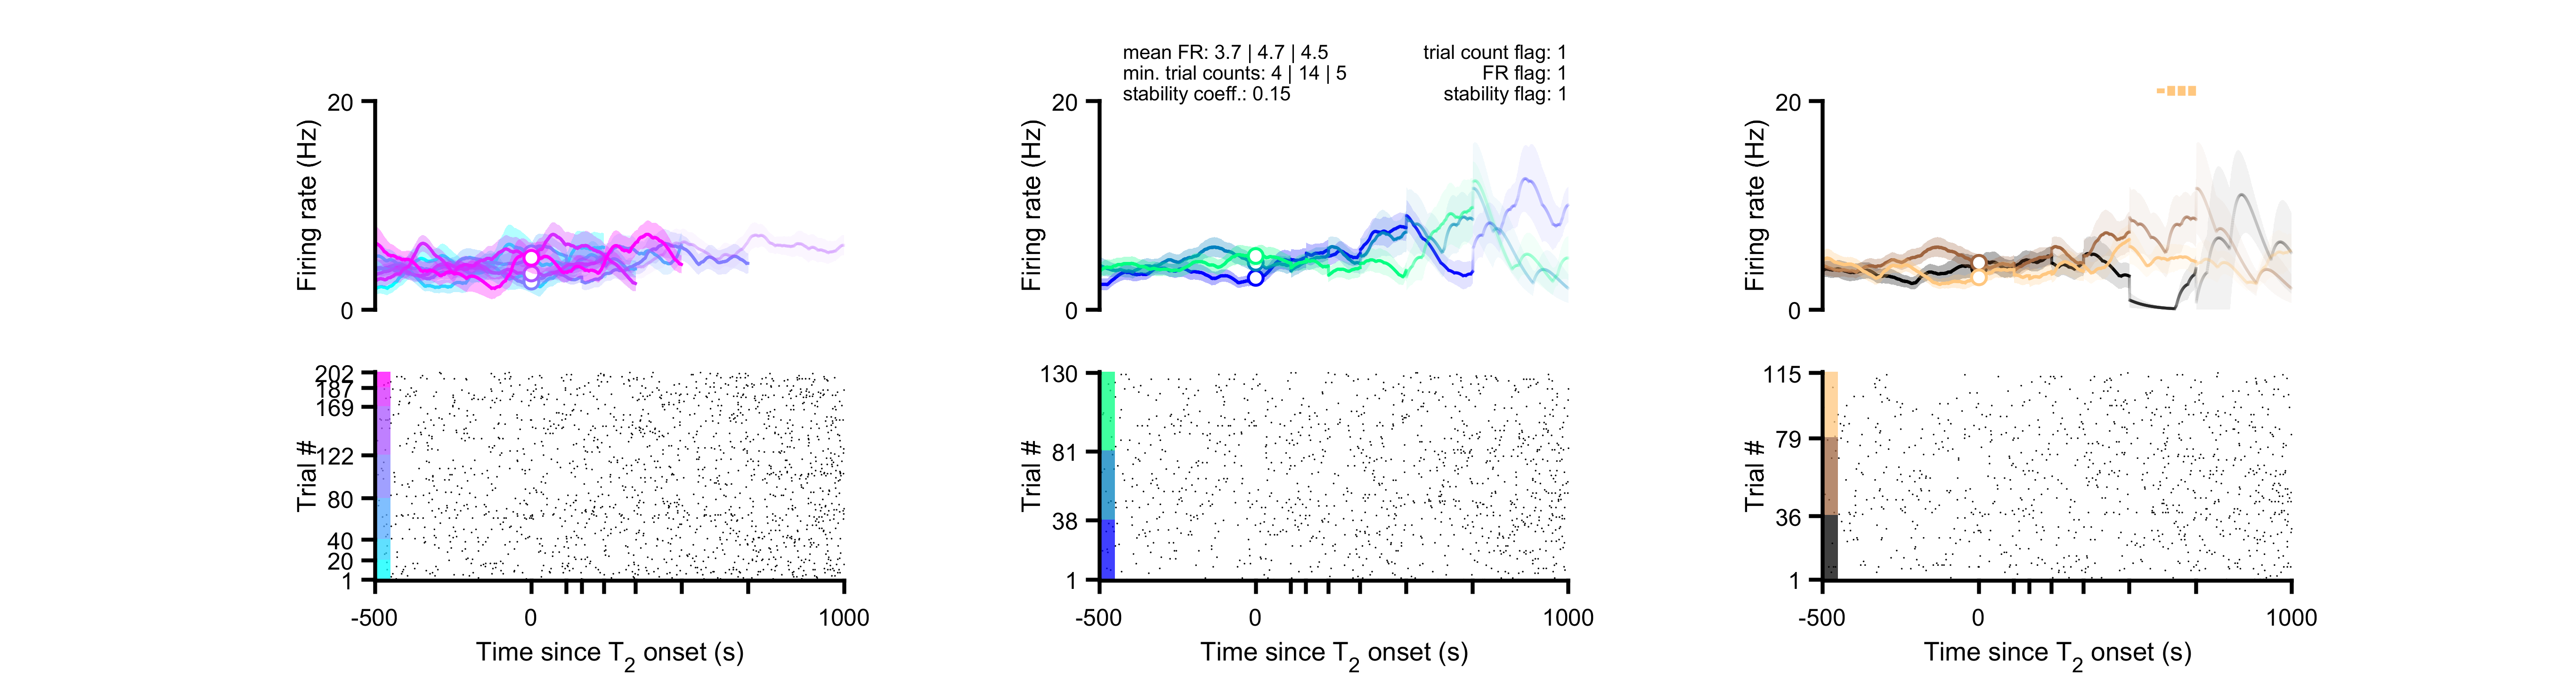 mean FR: 3.7 | 4.7 | 4.5
min. trial counts: 4 | 14 | 5
stability coeff.: 0.15
trial count flag: 1
FR flag: 1
stability flag: 1
Firing rate (Hz)
20
0
Firing rate (Hz)
20
0
Firing rate (Hz)
20
0
Trial #
202
187
169
122
80
40
20
1
-500
0
1000
Time since T2 onset (s)
Trial #
130
81
38
1
-500
0
1000
Time since T2 onset (s)
Trial #
115
79
36
1
-500
0
1000
Time since T2 onset (s)